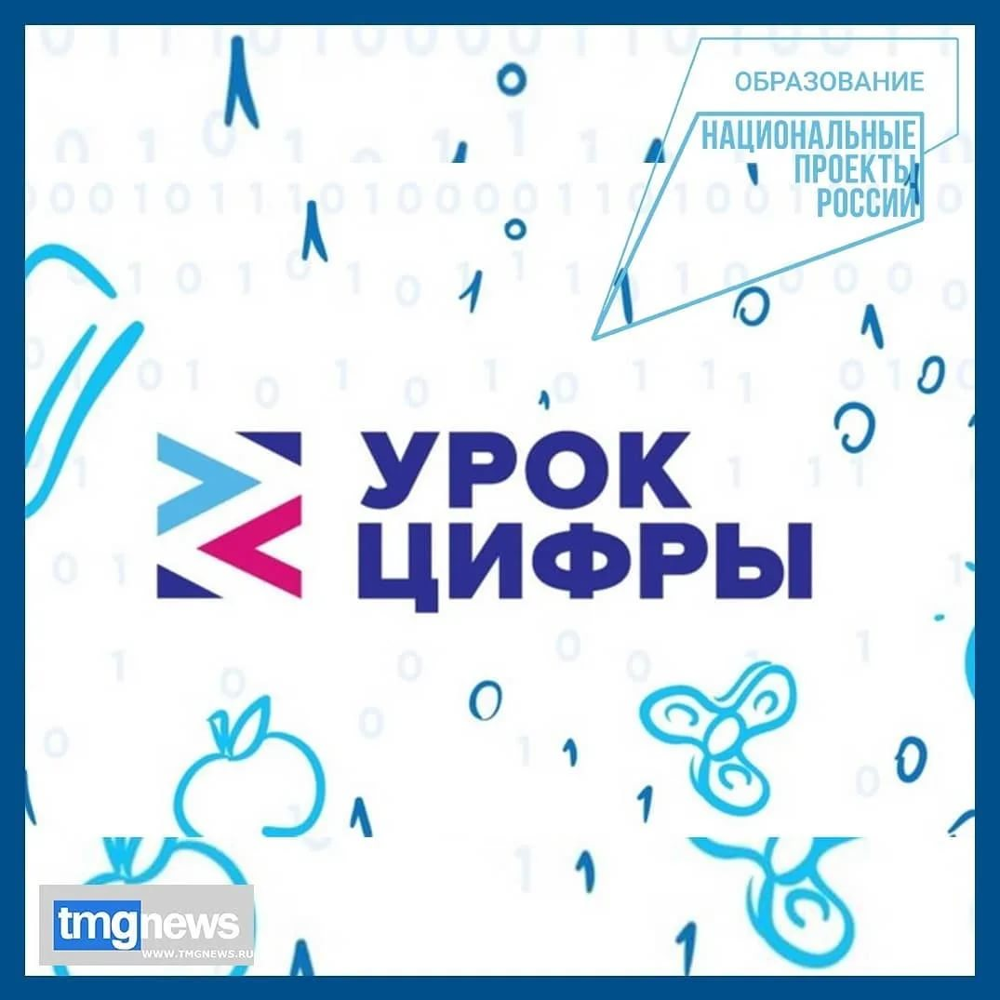 ОБРАЗОВАНИЕ
НАЦИОНАЛЬНЫЕ
ПРОЕКТЫ
РОССИИ
УРОК
ЦИФРЫ
tmgnews
WWW.TMGNEWS.RU